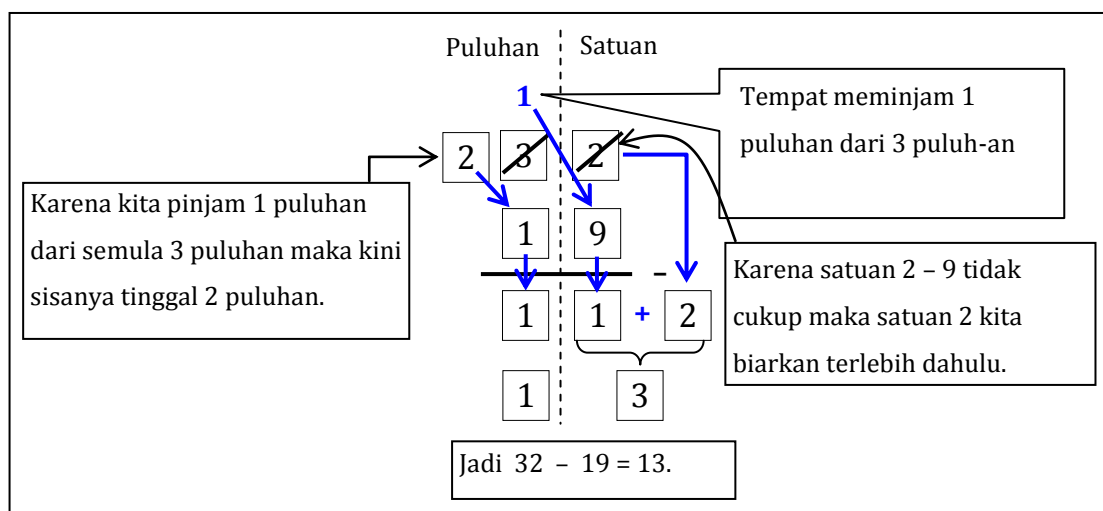 Puluhan Satuan
1
Tempat meminjam 1
puluhan dari 3 puluh-an
2 3 2
Karena kita pinjam 1 puluhan
dari semula 3 puluhan maka kini
sisanya tinggal 2 puluhan.
1 9
–
Karena satuan 2 – 9 tidak
cukup maka satuan 2 kita
biarkan terlebih dahulu.
1 1 + 2
1 3
Jadi 32 – 19 = 13.